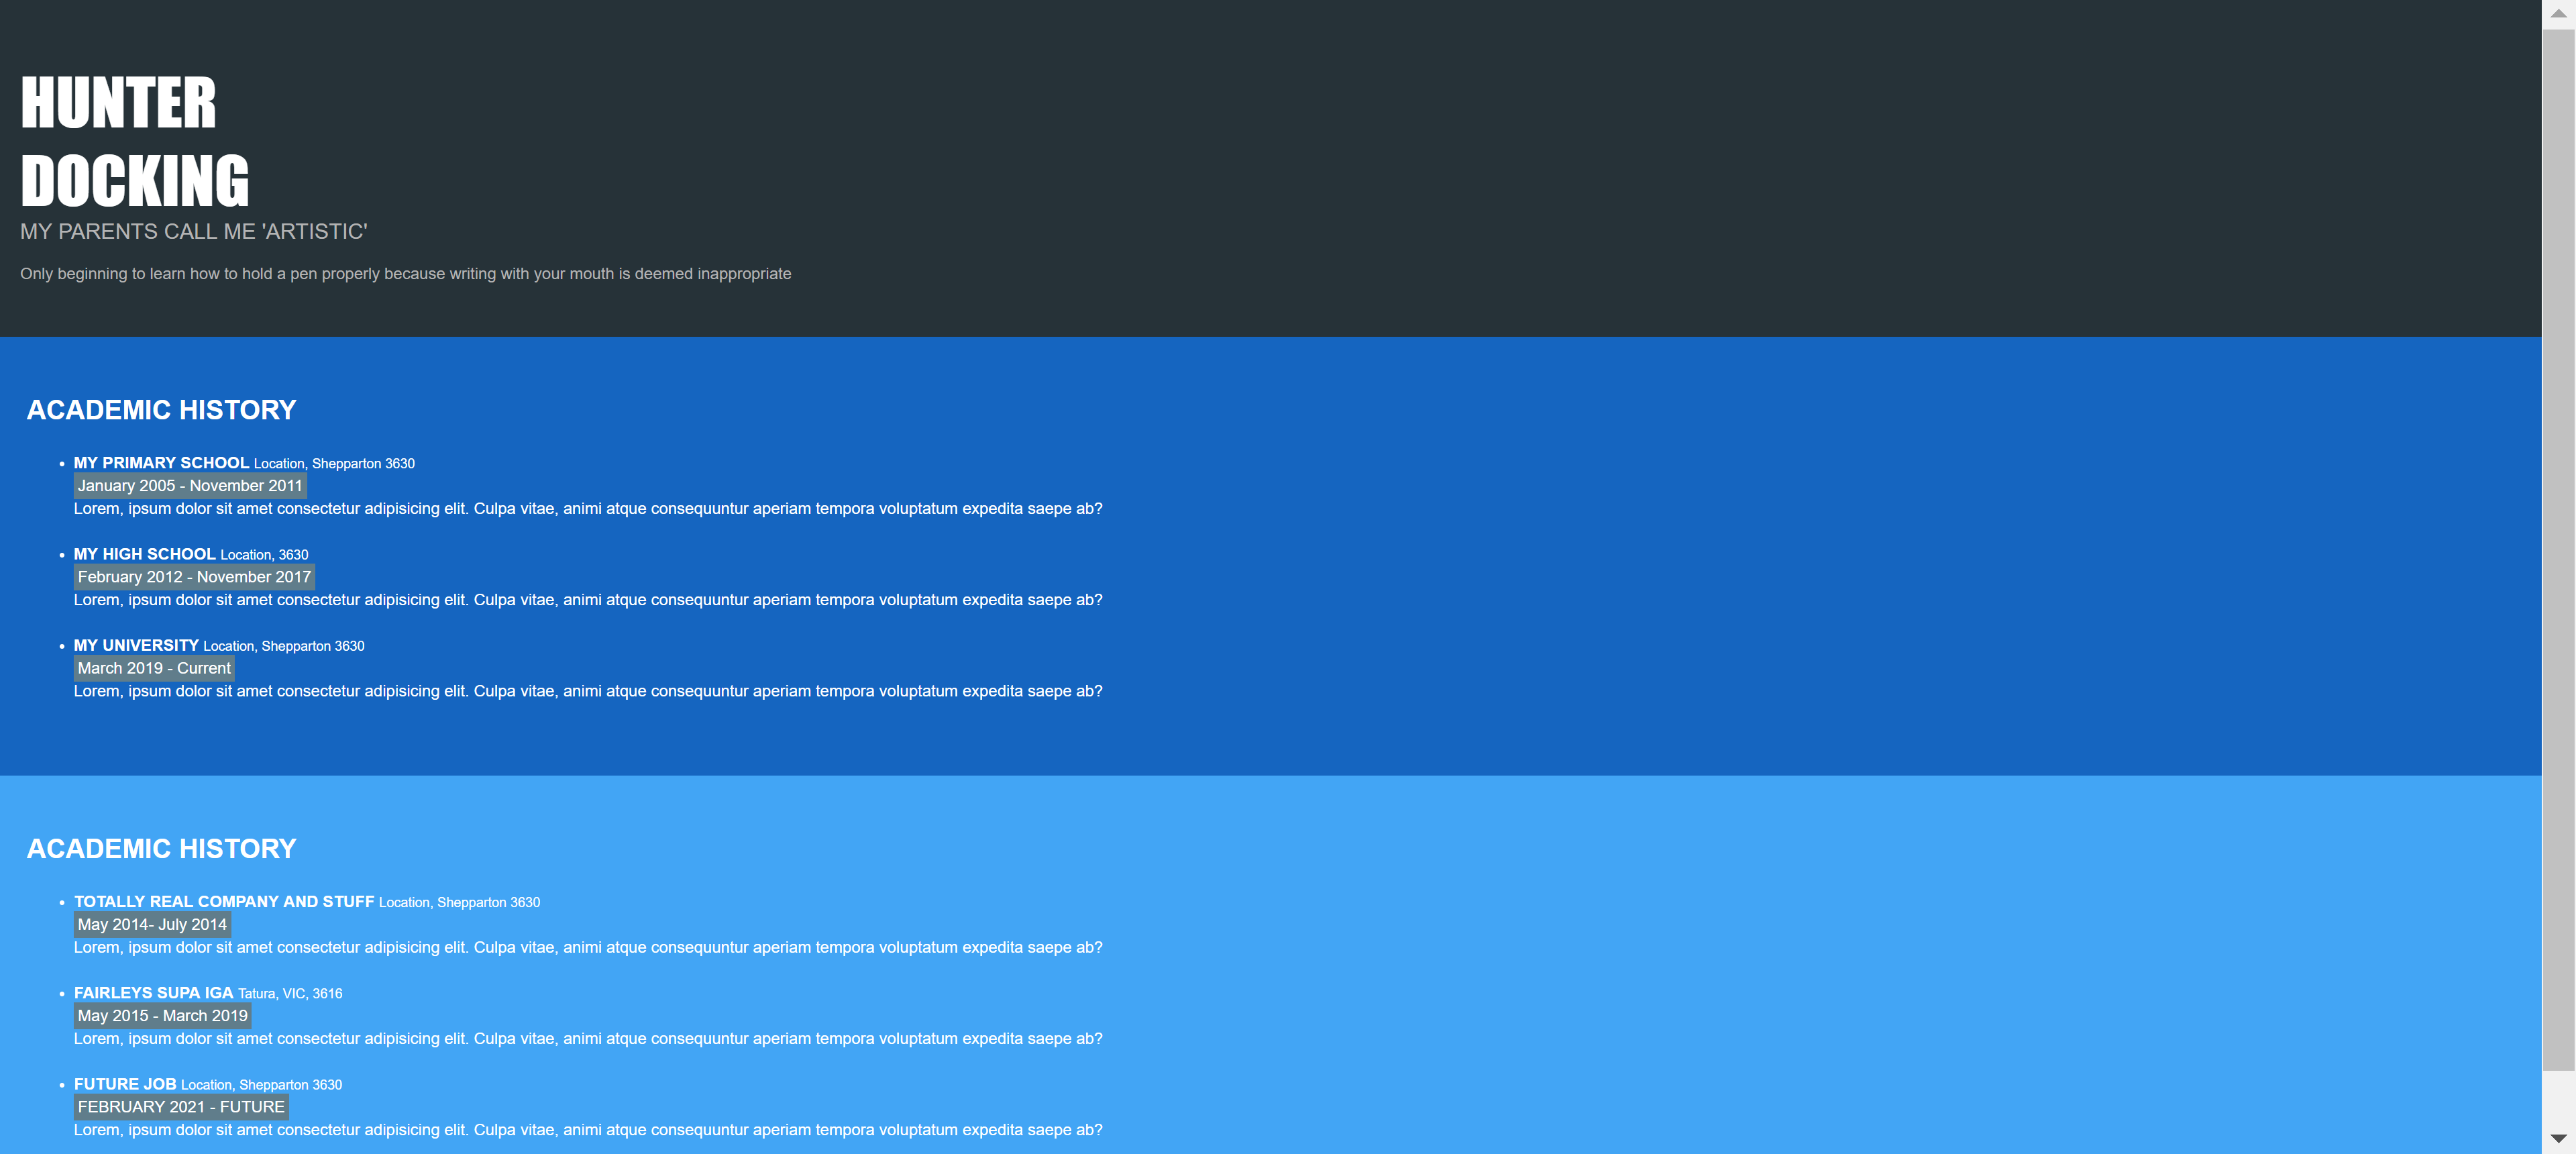 HUNTER
DOCKING
MY PARENTS CALL ME 'ARTISTIC'
Only beginning to learn how to hold a pen properly because writing with your mouth is deemed inappropriate
ACADEMIC HISTORY
MY PRIMARY SCHOOL Location, Shepparton 3630
January 2005 - November 2011
Lorem, ipsum dolor sit amet consectetur adipisicing elit. Culpa vitae, animi atque consequuntur aperiam tempora voluptatum expedita saepe ab?
MY HIGH SCHOOL Location, 3630
February 2012 - November 2017
Lorem, ipsum dolor sit amet consectetur adipisicing elit. Culpa vitae, animi atque consequuntur aperiam tempora voluptatum expedita saepe ab?
MY UNIVERSITY Location, Shepparton 3630
March 2019 - Current
Lorem, ipsum dolor sit amet consectetur adipisicing elit. Culpa vitae, animi atque consequuntur aperiam tempora voluptatum expedita saepe ab?
ACADEMIC HISTORY
TOTALLY REAL COMPANY AND STUFF Location, Shepparton 3630
May 2014- July 2014
Lorem, ipsum dolor sit amet consectetur adipisicing elit. Culpa vitae, animi atque consequuntur aperiam tempora voluptatum expedita saepe ab?
FAIRLEYS SUPA IGA Tatura, VIC, 3616
May 2015 - March 2019
Lorem, ipsum dolor sit amet consectetur adipisicing elit. Culpa vitae, animi atque consequuntur aperiam tempora voluptatum expedita saepe ab?
FUTURE JOB Location, Shepparton 3630
FEBRUARY 2021 - FUTURE
Lorem, ipsum dolor sit amet consectetur adipisicing elit. Culpa vitae, animi atque consequuntur aperiam tempora voluptatum expedita saepe ab?